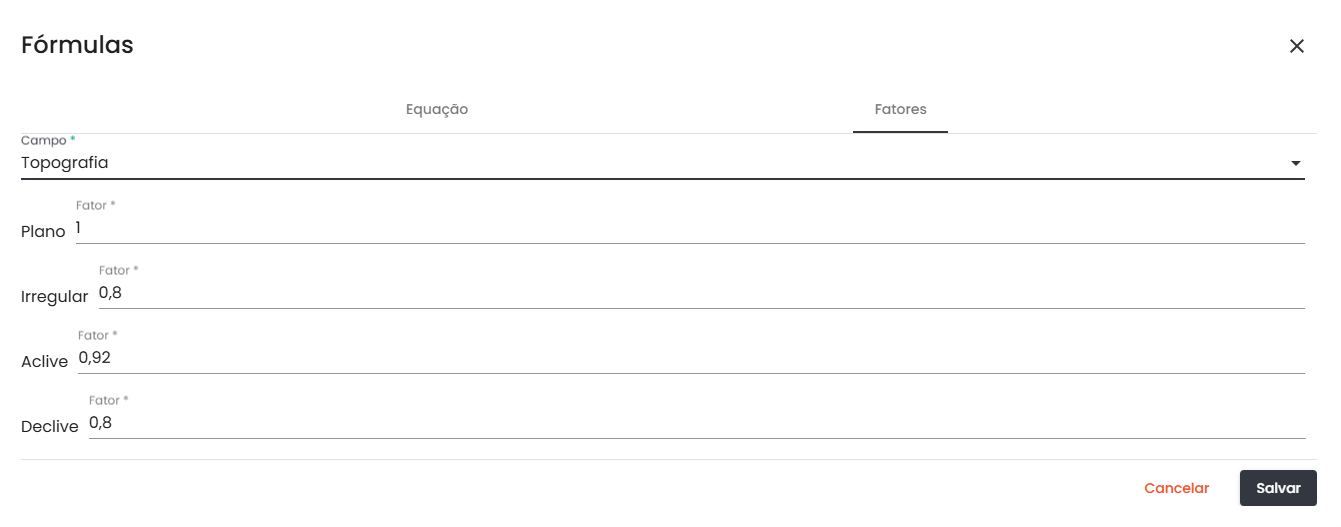 Fórmulas
Equação
Fatores
Campo *
Topografia
Fator *
Plano 1
Fator *
Irregular 0,8
Fator *
Aclive 0,92
Fator *
Declive 0,8
Cancelar
Salvar